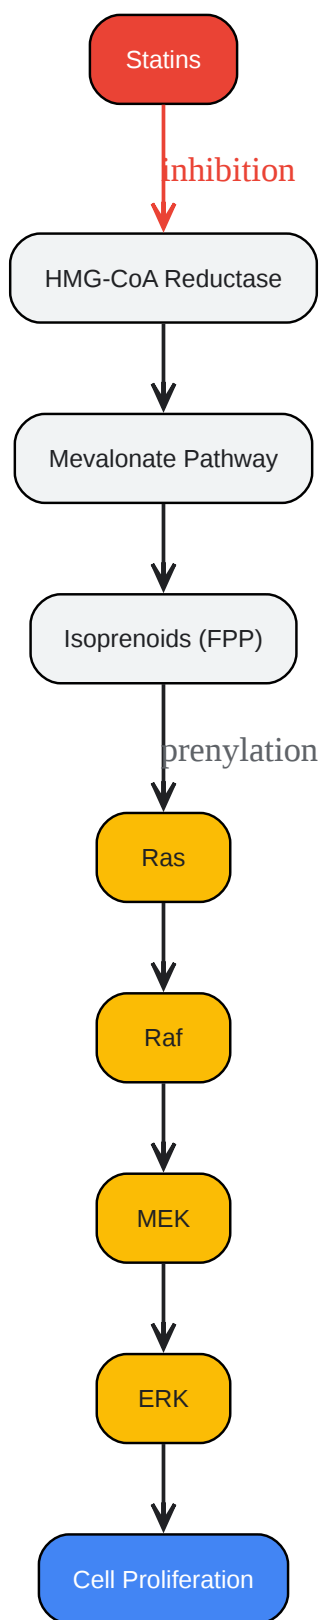 Statins
inhibition
HMG-CoA Reductase
Mevalonate Pathway
Isoprenoids (FPP)
prenylation
Ras
Raf
MEK
ERK
Cell Proliferation